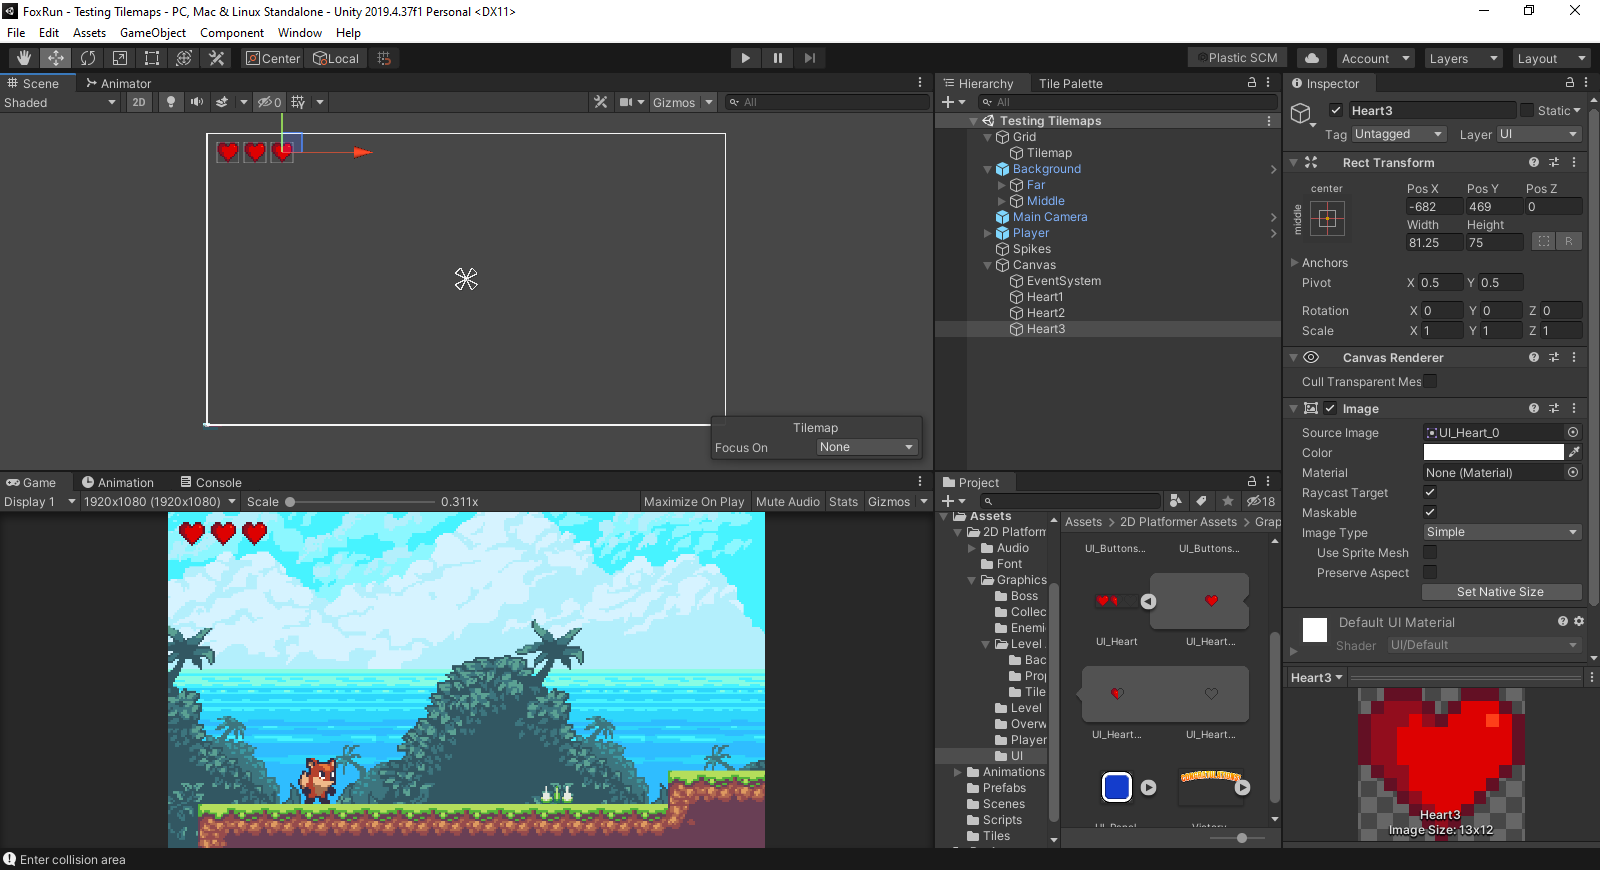 FoxRun - Testing Tilemaps - PC, Mac & Linux Standalone - Unity 2019.4.37f1 Personal <DX11>
File Edit Assets GameObject Component Window Help
Center Local Plastic SCM Account Layers Layout
Scene Animator
Shaded 2D 0 Gizmos All
Tilemap
Focus On None
Hierarchy Tile Palette
All
Testing Tilemaps
Grid
Tilemap
Background
Far
Middle
Main Camera
Player
Spikes
Canvas
EventSystem
Heart1
Heart2
Heart3
Inspector
Heart3 Static
Tag Untagged Layer UI
Rect Transform
center
middle
Pos X Pos Y Pos Z
-682 469 0
Width Height
81.25 75 R
Anchors
Pivot X 0.5 Y 0.5
Rotation X 0 Y 0 Z 0
Scale X 1 Y 1 Z 1
Canvas Renderer
Cull Transparent Mes
Image
Source Image UI_Heart_0
Color
Material None (Material)
Raycast Target
Maskable
Image Type Simple
Use Sprite Mesh
Preserve Aspect
Set Native Size
Default UI Material
Shader UI/Default
Heart3
Heart3
Image Size: 13x12
Game Animation Console
Display 1 1920x1080 (1920x1080) Scale 0.311x Maximize On Play Mute Audio Stats Gizmos
Project
18
Assets
2D Platform
Audio
Font
Graphics
Boss
Collec
Enemi
Level
Bac
Prop
Tile
Level
Overw
Player
UI
Animations
Prefabs
Scenes
Scripts
Tiles
Assets 2D Platformer Assets Grap
UI_Buttons... UI_Buttons...
UI_Heart UI_Heart...
UI_Heart... UI_Heart...
Enter collision area